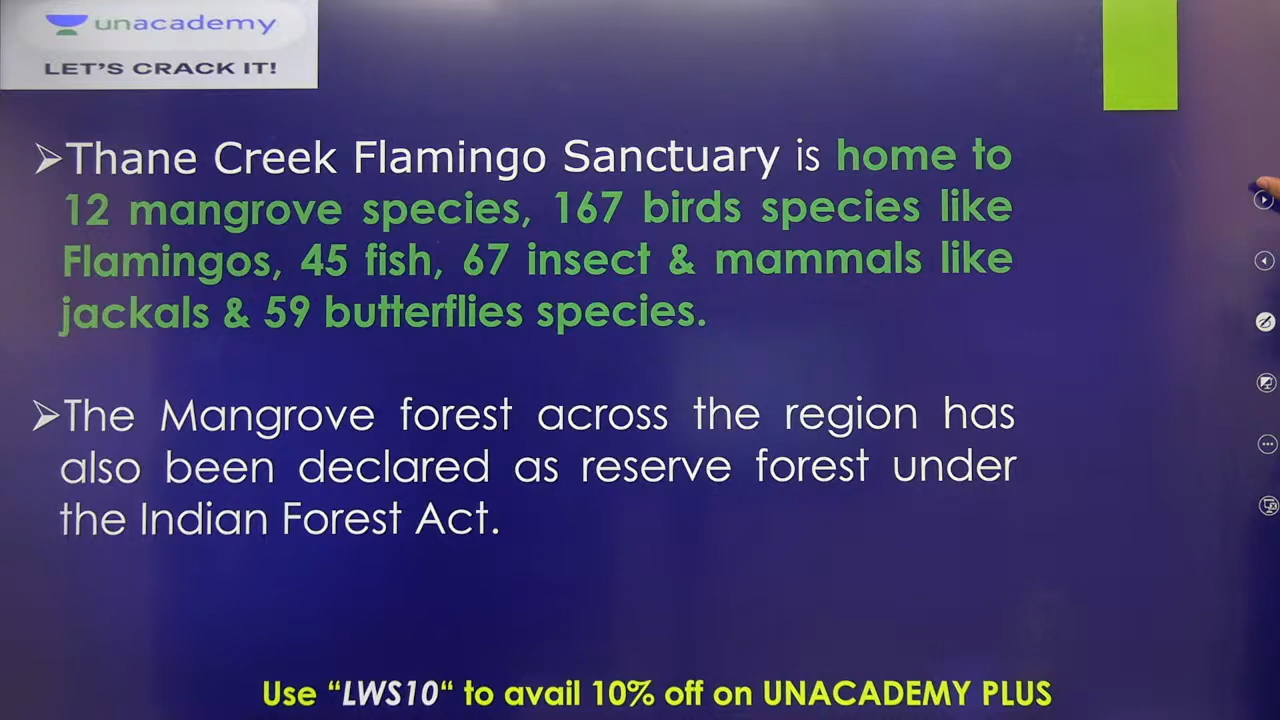 unacademy
LET'S CRACK IT!
➢Thane Creek Flamingo Sanctuary is home to
12 mangrove species, 167 birds species like
Flamingos, 45 fish, 67 insect & mammals like
jackals & 59 butterflies species.
➢The Mangrove forest across the region has
also been declared as reserve forest under
the Indian Forest Act.
Use “LWS10“ to avail 10% off on UNACADEMY PLUS